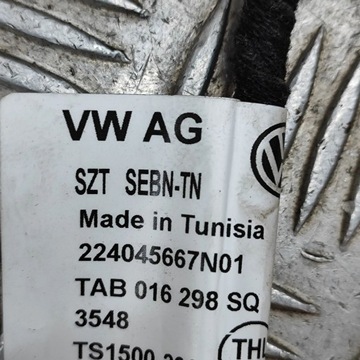 VW AG
SZT SEBN-TN
Made in Tunisia
224045667N01
TAB 016 298 SQ
3548